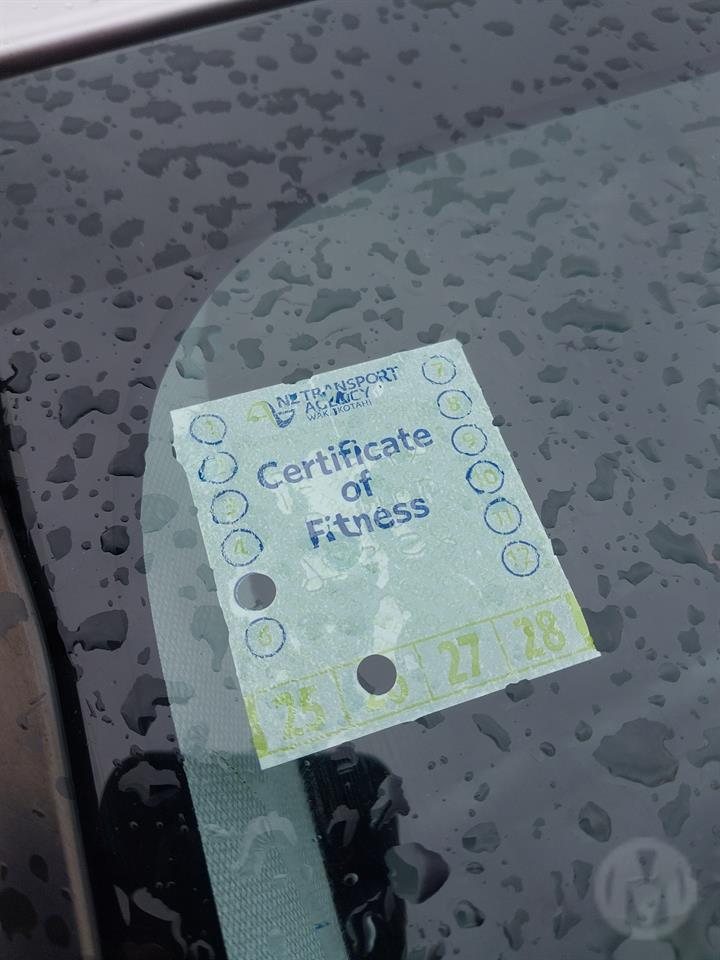 NZ TRANSPORT
AGENCY
WAKA KOTAHI
Certificate
of
Fitness
1 7
2 8
3 9
4 10
11
6 12
25 26 27 28